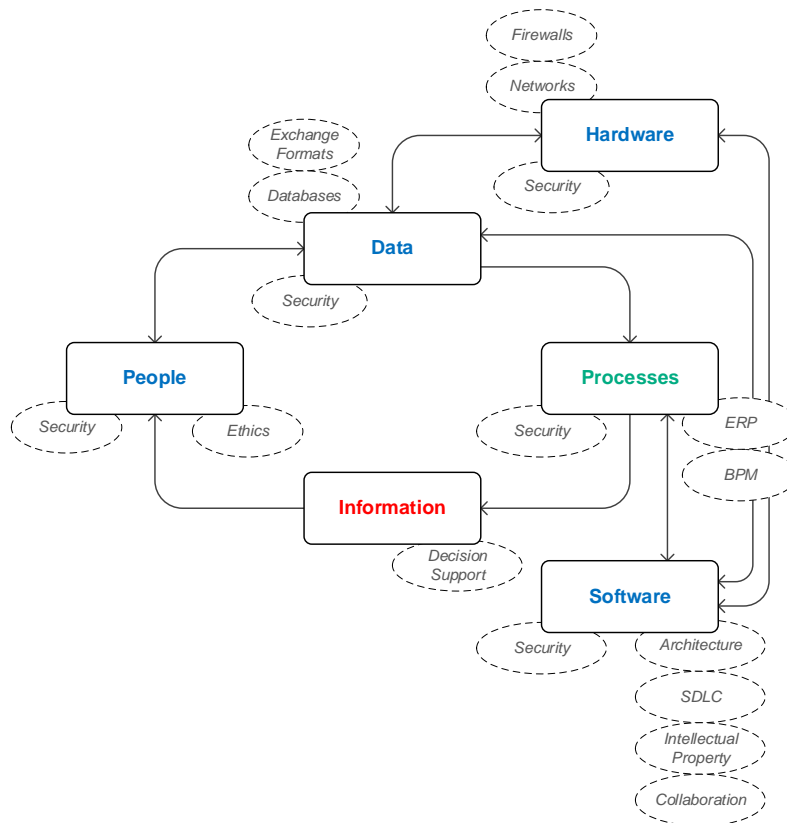 Firewalls
Networks
Hardware
Exchange
Formats
Security
Databases
Data
Security
People
Processes
Security
Ethics
Security
ERP
BPM
Information
Decision
Support
Software
Security
Architecture
SDLC
Intellectual
Property
Collaboration